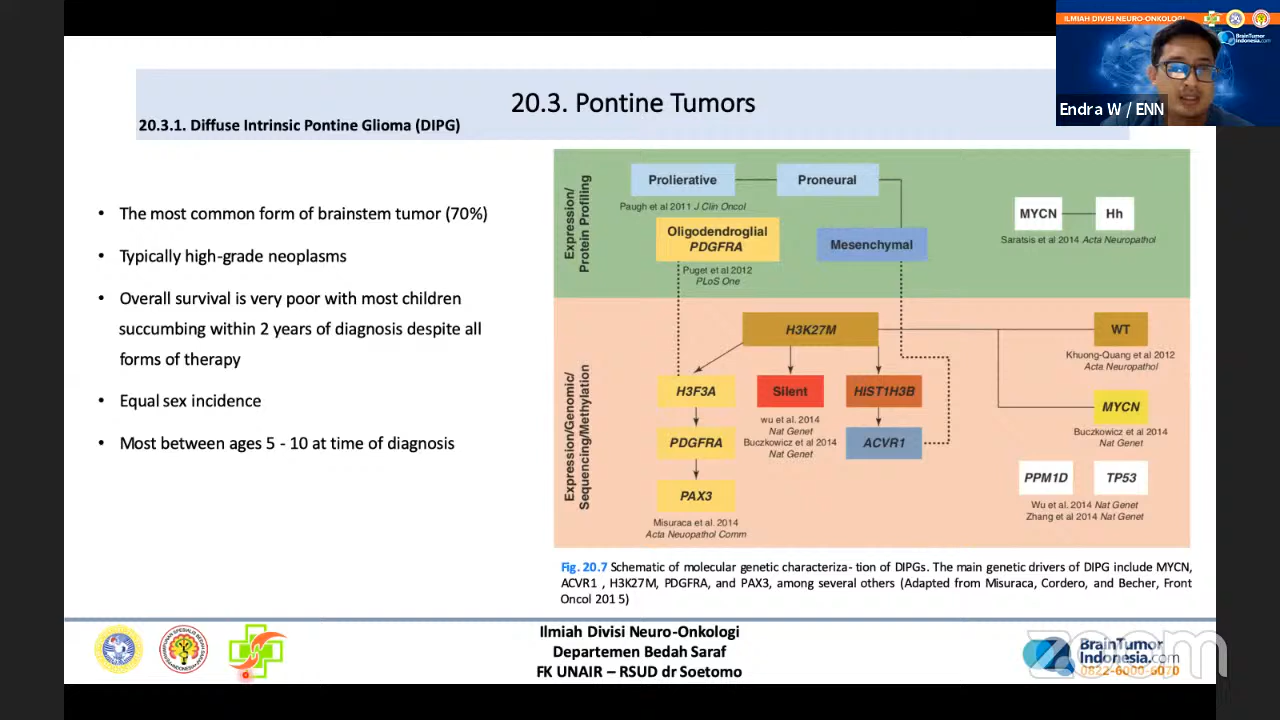 ILMIAH DIVISI NEURO-ONKOLOGI
BrainTumor
Indonesia.com
Endra W / ENN
20.3. Pontine Tumors
20.3.1. Diffuse Intrinsic Pontine Glioma (DIPG)
• The most common form of brainstem tumor (70%)
• Typically high-grade neoplasms
• Overall survival is very poor with most children
succumbing within 2 years of diagnosis despite all
forms of therapy
• Equal sex incidence
• Most between ages 5 - 10 at time of diagnosis
Expression/
Protein Profiling
Prolierative
Proneural
Paugh et al 2011 J Clin Oncol
Oligodendroglial
PDGFRA
Puget et al 2012
PLoS One
Mesenchymal
MYCN
Hh
Saratsis et al 2014 Acta Neuropathol
Expression/Genomic/
Sequencing/Methylation
H3K27M
WT
Khuong-Quang et al 2012
Acta Neuropathol
H3F3A
Silent
HIST1H3B
wu et al. 2014
Nat Genet
Buczkowicz et al 2014
Nat Genet
MYCN
Buczkowicz et al 2014
Nat Genet
PDGFRA
ACVR1
PAX3
Misuraca et al. 2014
Acta Neuopathol Comm
PPM1D
TP53
Wu et al. 2014 Nat Genet
Zhang et al 2014 Nat Genet
Fig. 20.7 Schematic of molecular genetic characteriza- tion of DIPGs. The main genetic drivers of DIPG include MYCN,
ACVR1 , H3K27M, PDGFRA, and PAX3, among several others (Adapted from Misuraca, Cordero, and Becher, Front
Oncol 201 5)
Ilmiah Divisi Neuro-Onkologi
Departemen Bedah Saraf
FK UNAIR – RSUD dr Soetomo
BrainTumor
Indonesia.com
0822-6000-6070
zoom